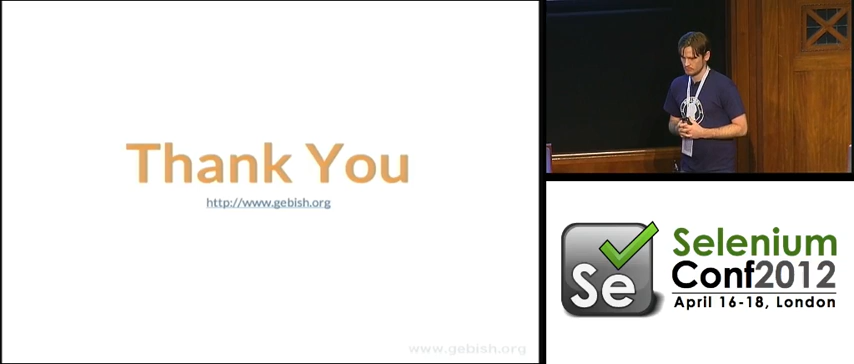 Thank You
http://www.gebish.org
www.gebish.org
Se
Selenium
Conf2012
April 16-18, London